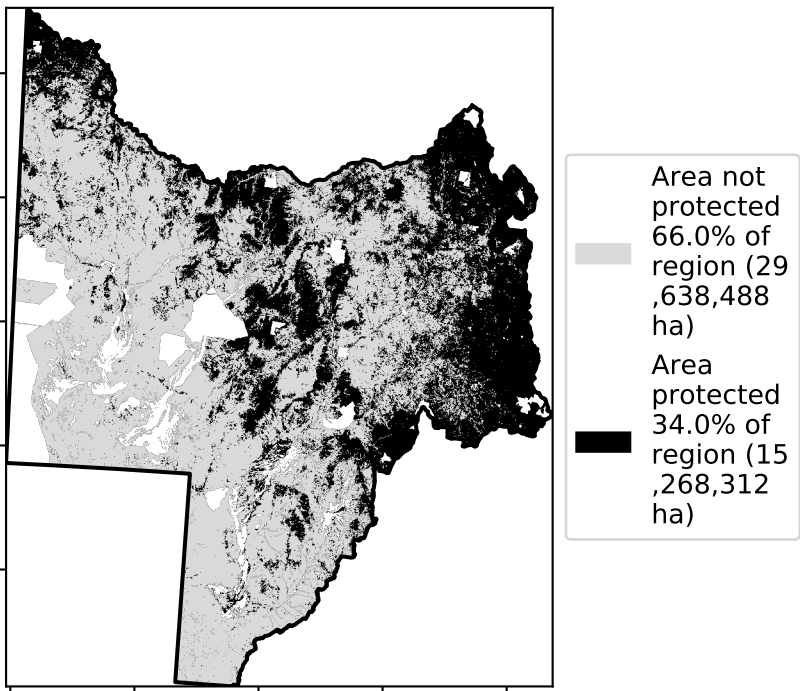 Area not
protected
66.0% of
region (29
,638,488
ha)
Area
protected
34.0% of
region (15
,268,312
ha)